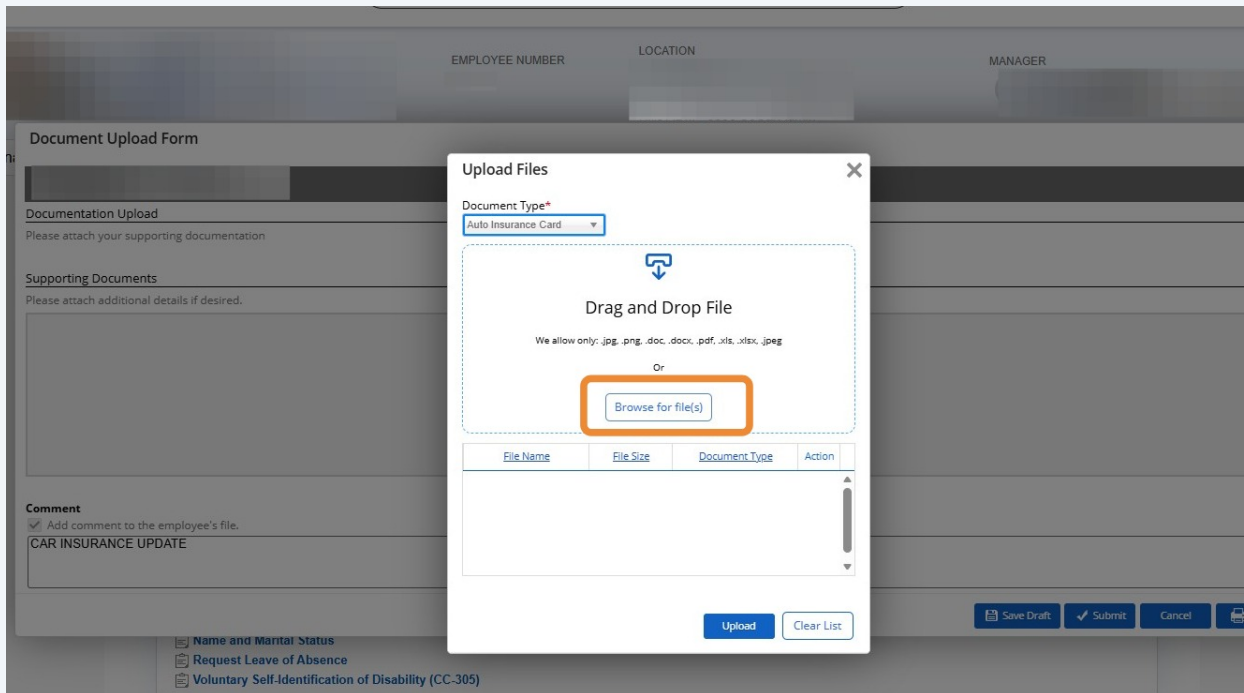 EMPLOYEE NUMBER
LOCATION
MANAGER
Document Upload Form
Documentation Upload
Please attach your supporting documentation
Supporting Documents
Please attach additional details if desired.
Comment
Add comment to the employee's file.
CAR INSURANCE UPDATE
Upload Files
Document Type*
Auto Insurance Card
Drag and Drop File
We allow only: .jpg, .png, .doc, .docx, .pdf, .xls, .xlsx, .jpeg
Or
Browse for file(s)
File Name File Size Document Type Action
Upload Clear List
Save Draft Submit Cancel
Name and Marital Status
Request Leave of Absence
Voluntary Self-Identification of Disability (CC-305)